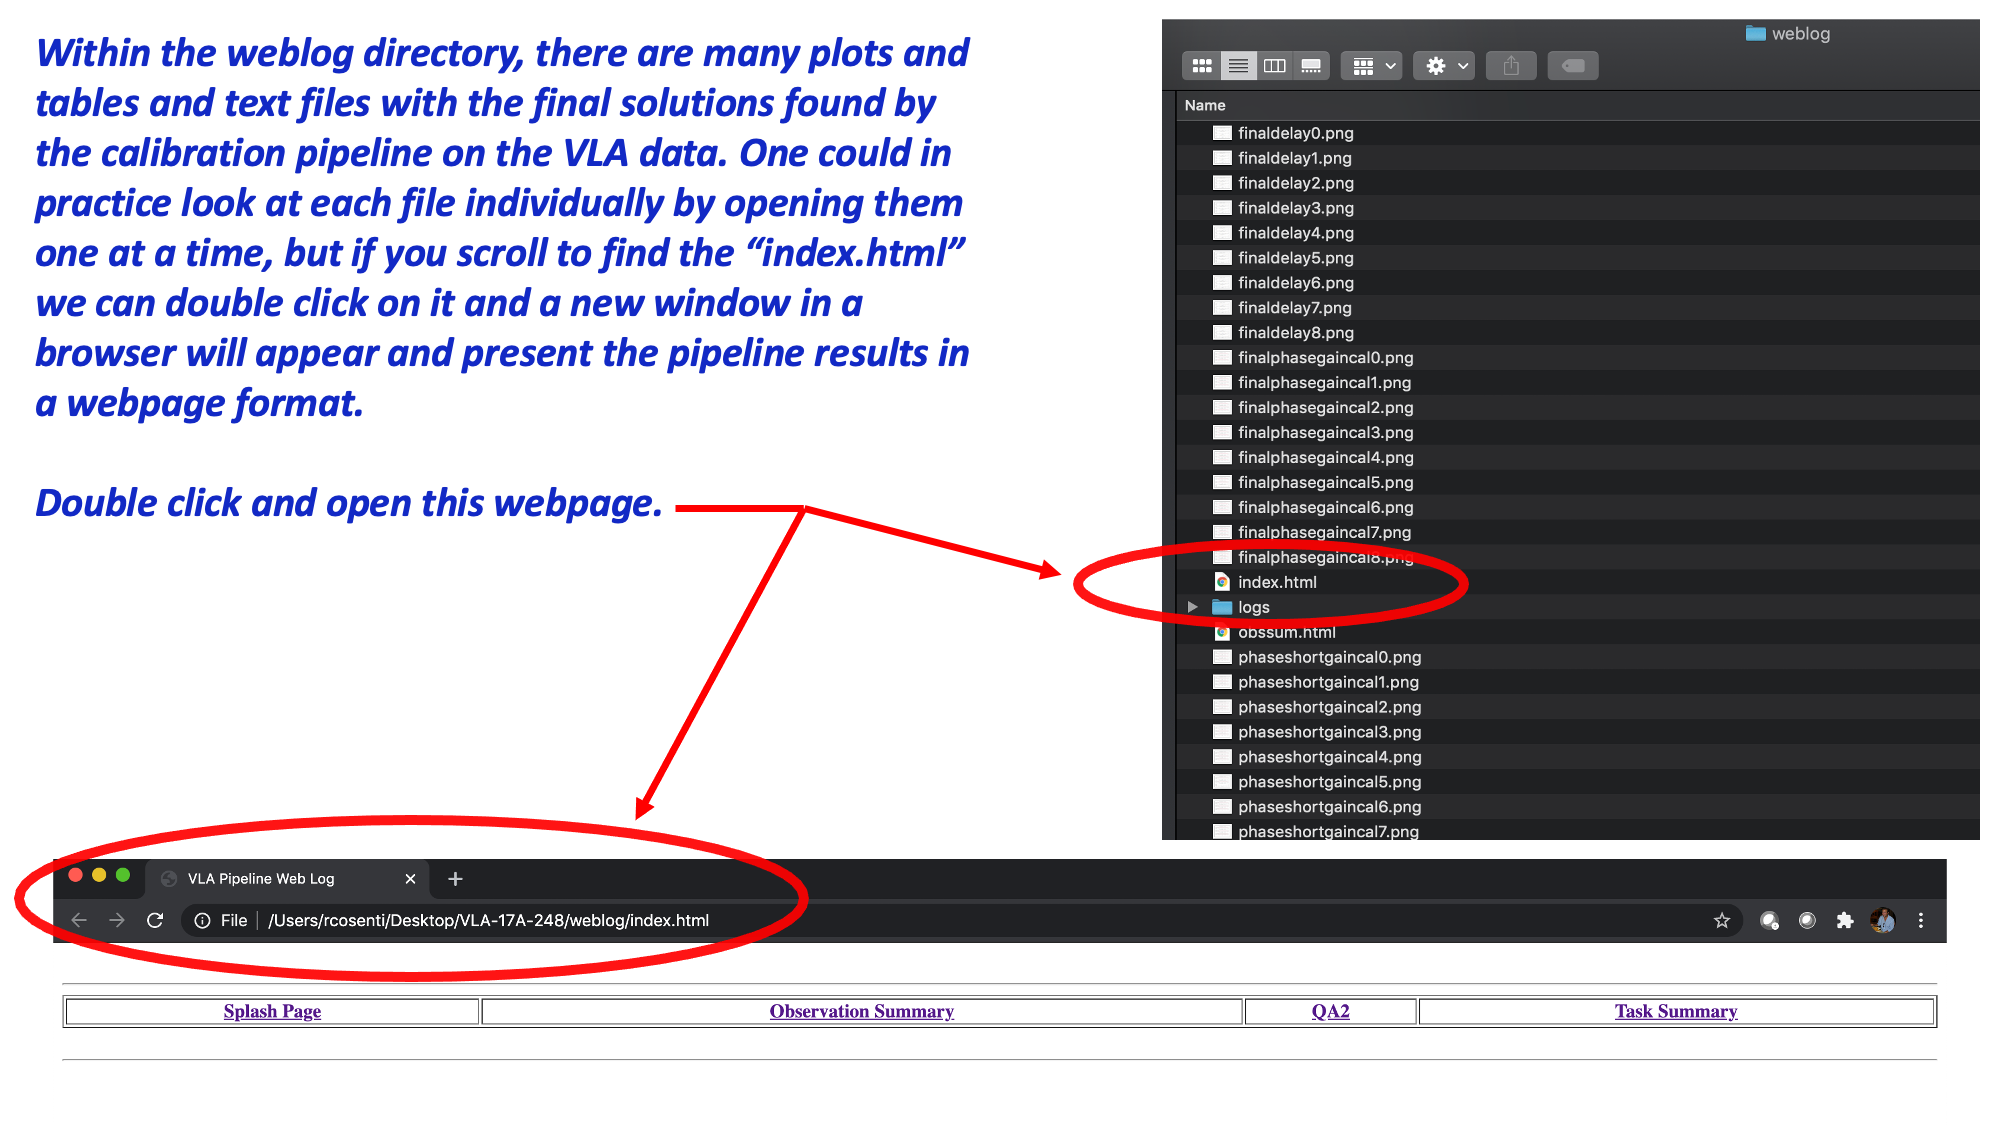 Within the weblog directory, there are many plots and
tables and text files with the final solutions found by
the calibration pipeline on the VLA data. One could in
practice look at each file individually by opening them
one at a time, but if you scroll to find the “index.html”
we can double click on it and a new window in a
browser will appear and present the pipeline results in
a webpage format.
Double click and open this webpage.
weblog
Name
finaldelay0.png
finaldelay1.png
finaldelay2.png
finaldelay3.png
finaldelay4.png
finaldelay5.png
finaldelay6.png
finaldelay7.png
finaldelay8.png
finalphasegaincal0.png
finalphasegaincal1.png
finalphasegaincal2.png
finalphasegaincal3.png
finalphasegaincal4.png
finalphasegaincal5.png
finalphasegaincal6.png
finalphasegaincal7.png
finalphasegaincal8.png
index.html
logs
obssum.html
phaseshortgaincal0.png
phaseshortgaincal1.png
phaseshortgaincal2.png
phaseshortgaincal3.png
phaseshortgaincal4.png
phaseshortgaincal5.png
phaseshortgaincal6.png
phaseshortgaincal7.png
VLA Pipeline Web Log
File /Users/rcosenti/Desktop/VLA-17A-248/weblog/index.html
Splash Page Observation Summary QA2 Task Summary